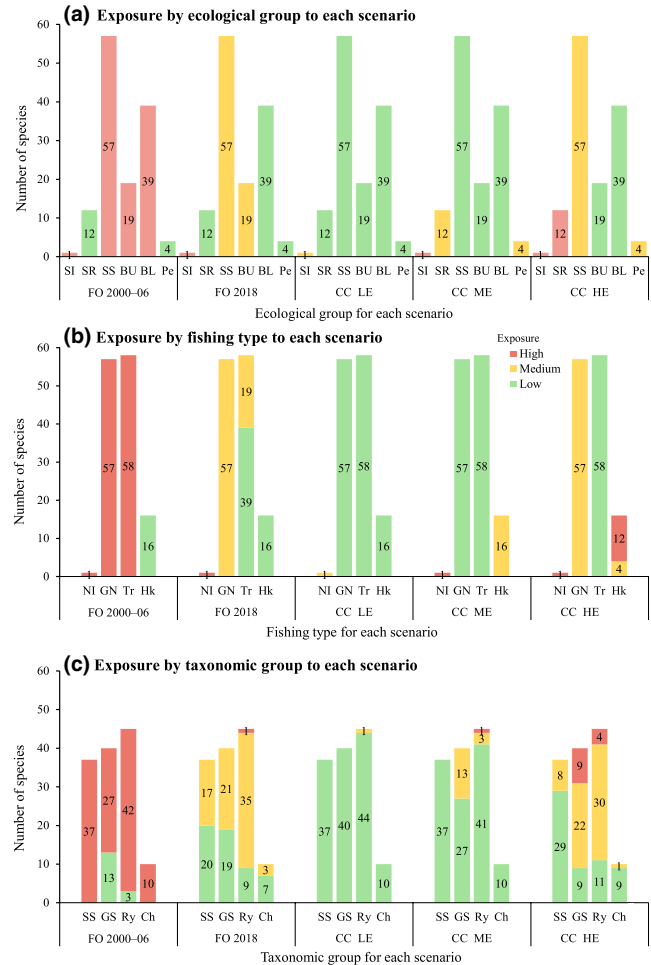 (a) Exposure by ecological group to each scenario
60
50
40
30
20
10
0
Number of species
1 12 57 19 39 4
1 12 57 19 39 4
1 12 57 19 39 4
1 12 57 19 39 4
1 12 57 19 39 4
SI SR SS BU BL Pe SI SR SS BU BL Pe SI SR SS BU BL Pe SI SR SS BU BL Pe SI SR SS BU BL Pe
FO 2000–06 FO 2018 CC LE CC ME CC HE
Ecological group for each scenario
(b) Exposure by fishing type to each scenario
Exposure
High
Medium
Low
60
50
40
30
20
10
0
Number of species
1 57 58 16
1 57 19 39 16
1 57 58 16
1 57 58 16
1 57 58 12 4
NI GN Tr Hk NI GN Tr Hk NI GN Tr Hk NI GN Tr Hk NI GN Tr Hk
FO 2000–06 FO 2018 CC LE CC ME CC HE
Fishing type for each scenario
(c) Exposure by taxonomic group to each scenario
60
50
40
30
20
10
0
Number of species
37 27 13 42 3 10
17 20 21 19 1 35 9 3 7
37 40 1 44 10
37 13 27 1 3 41 10
8 29 9 22 9 4 30 11 1 9
SS GS Ry Ch SS GS Ry Ch SS GS Ry Ch SS GS Ry Ch SS GS Ry Ch
FO 2000–06 FO 2018 CC LE CC ME CC HE
Taxonomic group for each scenario